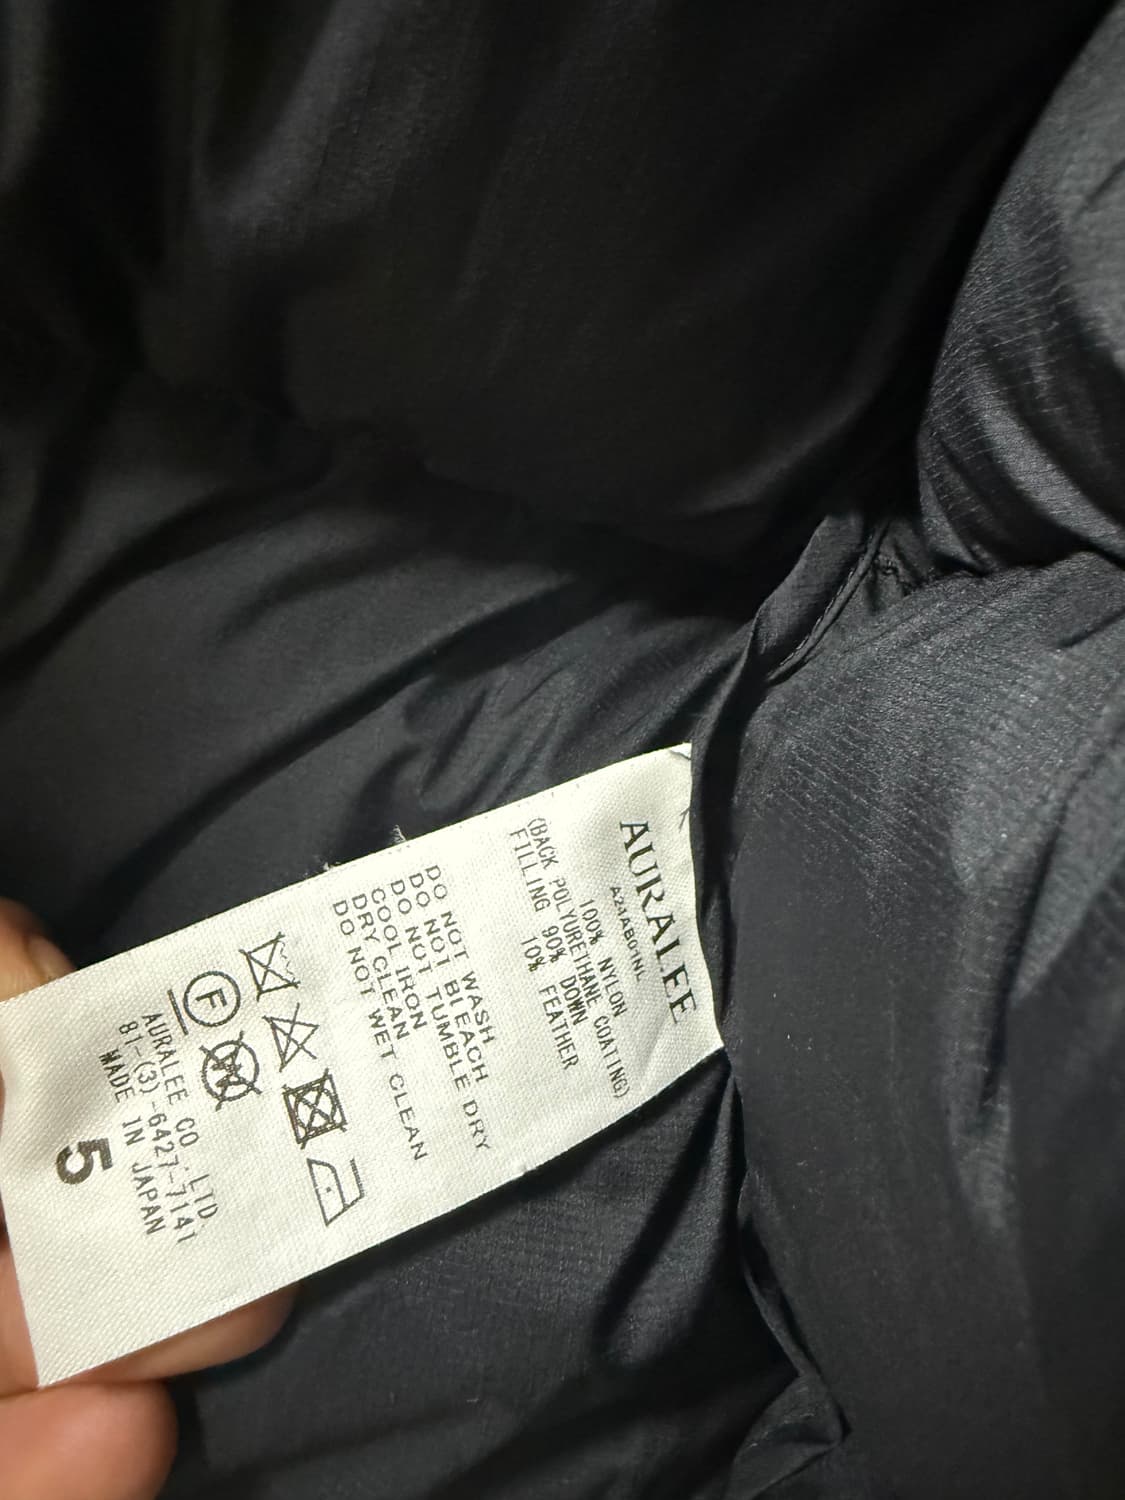 AURALEE
A24AB01NL
100% NYLON
(BACK POLYURETHANE COATING)
FILLING 90% DOWN
10% FEATHER
DO NOT WASH
DO NOT BLEACH
DO NOT TUMBLE DRY
COOL IRON
DRY CLEAN
DO NOT WET CLEAN
F
W
AURALEE CO.,LTD.
81-(3)-6427-7141
MADE IN JAPAN
5